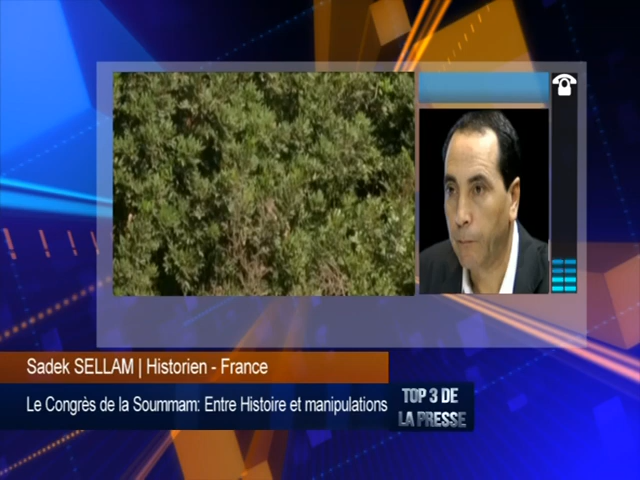 Sadek SELLAM | Historien - France
Le Congrès de la Soummam: Entre Histoire et manipulations
TOP 3 DE
LA PRESSE